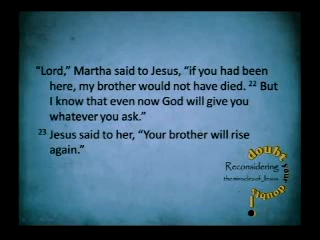 “Lord,” Martha said to Jesus, “if you had been
here, my brother would not have died. 22 But
I know that even now God will give you
whatever you ask.”
23 Jesus said to her, “Your brother will rise
again.”
doubt
your
doubts!
Reconsidering
the miracles of Jesus